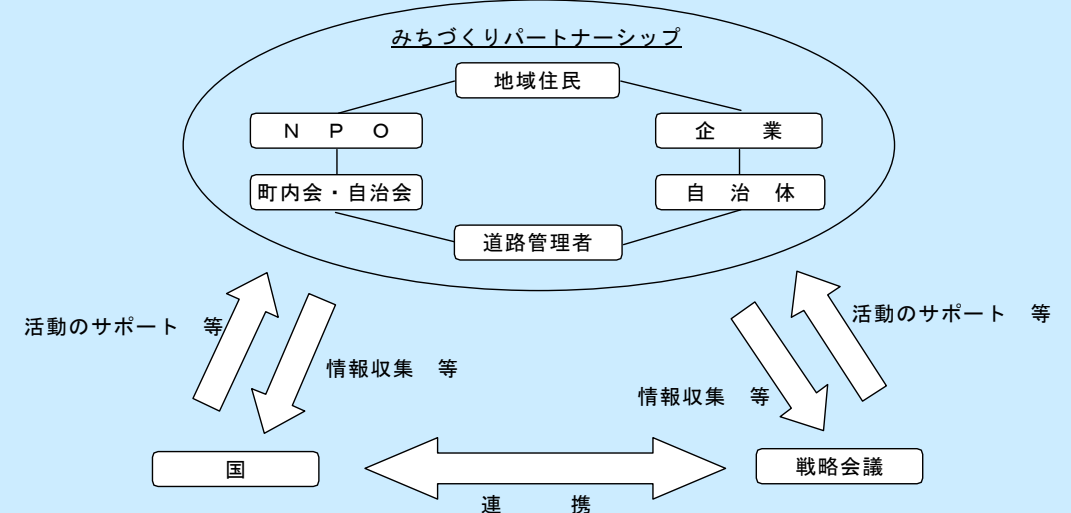 みちづくりパートナーシップ
地域住民
Ｎ　Ｐ　Ｏ
企　　業
町内会・自治会
自　治　体
道路管理者
活動のサポート　等
活動のサポート　等
情報収集　等
情報収集　等
国
戦略会議
連　　　携